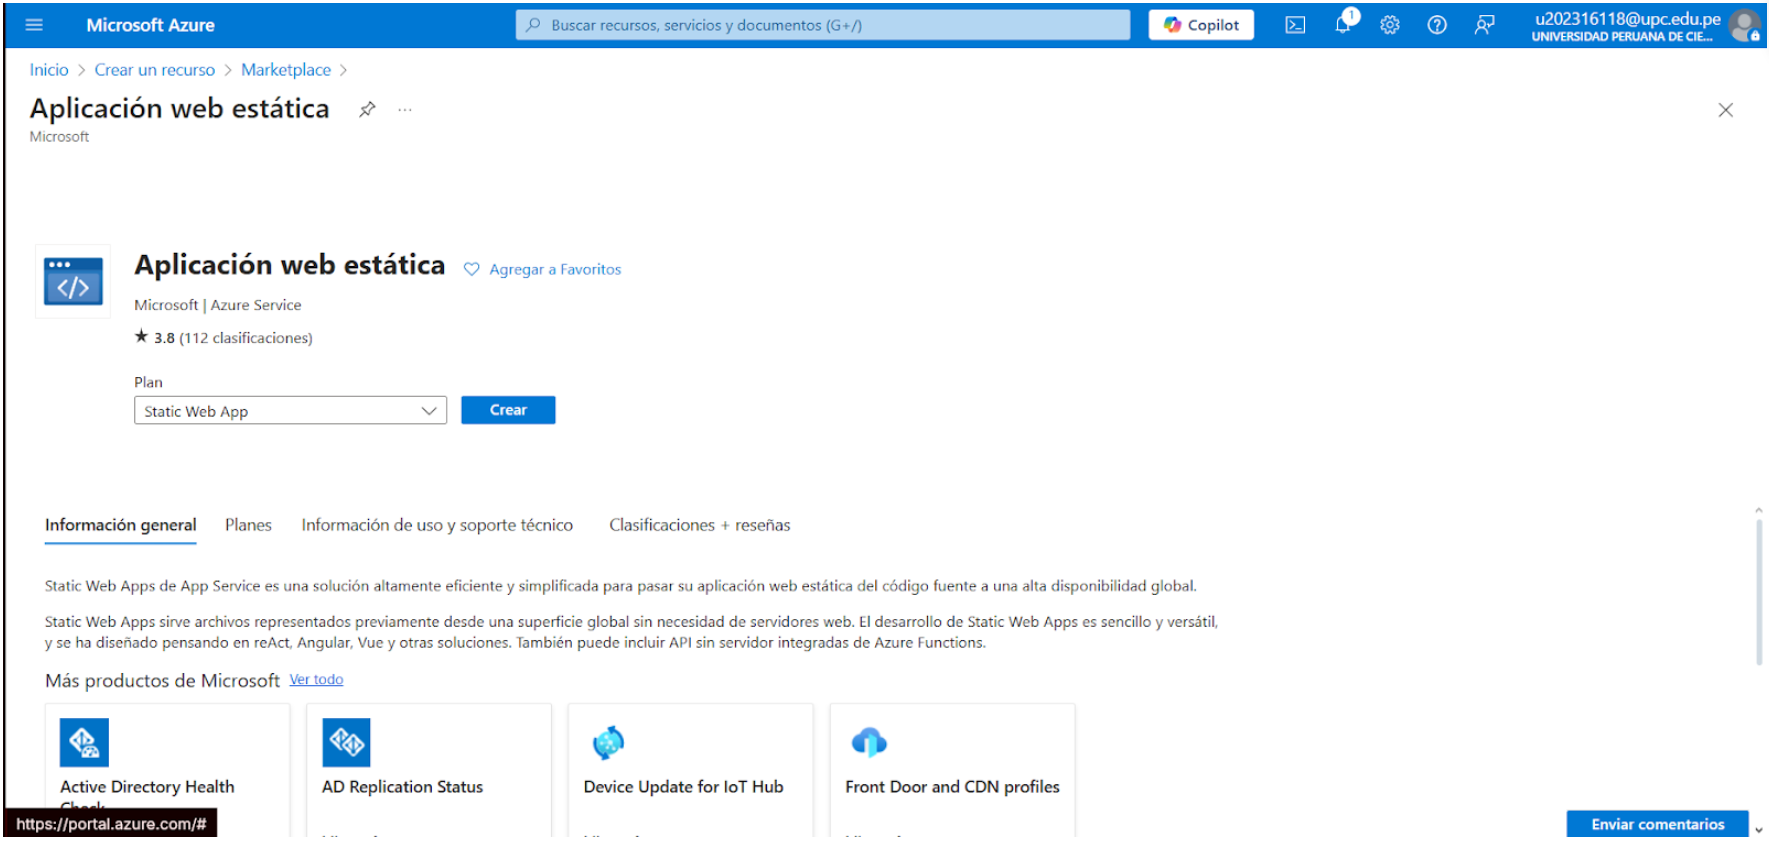 Microsoft Azure
Buscar recursos, servicios y documentos (G+/)
Copilot
1
u202316118@upc.edu.pe
UNIVERSIDAD PERUANA DE CIE...
Inicio > Crear un recurso > Marketplace >
Aplicación web estática ...
Microsoft
</>
Aplicación web estática
Agregar a Favoritos
Microsoft | Azure Service
★ 3.8 (112 clasificaciones)
Plan
Static Web App
Crear
Información general Planes Información de uso y soporte técnico Clasificaciones + reseñas
Static Web Apps de App Service es una solución altamente eficiente y simplificada para pasar su aplicación web estática del código fuente a una alta disponibilidad global.
Static Web Apps sirve archivos representados previamente desde una superficie global sin necesidad de servidores web. El desarrollo de Static Web Apps es sencillo y versátil,
y se ha diseñado pensando en reAct, Angular, Vue y otras soluciones. También puede incluir API sin servidor integradas de Azure Functions.
Más productos de Microsoft Ver todo
Active Directory Health
AD Replication Status
Device Update for IoT Hub
Front Door and CDN profiles
https://portal.azure.com/#
Enviar comentarios